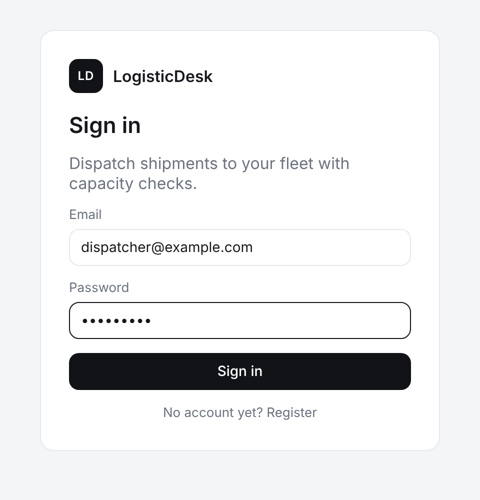 LD
LogisticDesk
Sign in
Dispatch shipments to your fleet with
capacity checks.
Email
dispatcher@example.com
Password
•••••••••
Sign in
No account yet? Register